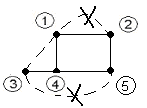 ① ②
③ ④ ⑤